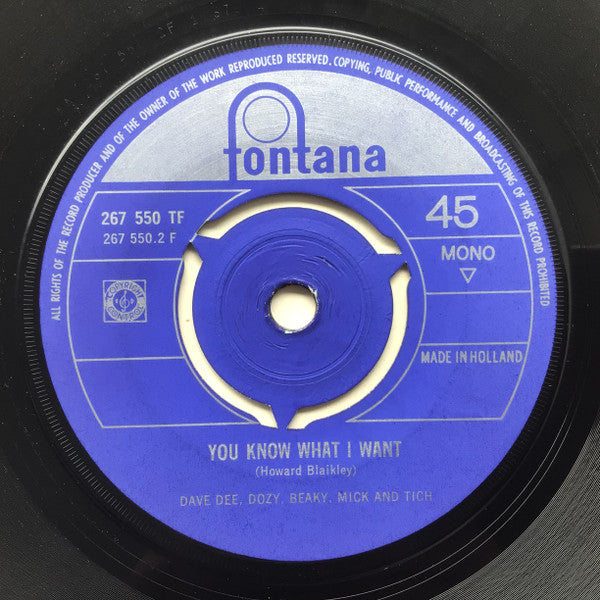 ALL RIGHTS OF THE RECORD PRODUCER AND OF THE OWNER OF THE WORK REPRODUCED RESERVED. COPYING, PUBLIC PERFORMANCE AND BROADCASTING OF THIS RECORD PROHIBITED
fontana
267 550 TF
267 550.2 F
45
MONO
COPYRIGHT
CONTROL
MADE IN HOLLAND
YOU KNOW WHAT I WANT
(Howard Blaikley)
DAVE DEE, DOZY, BEAKY, MICK AND TICH